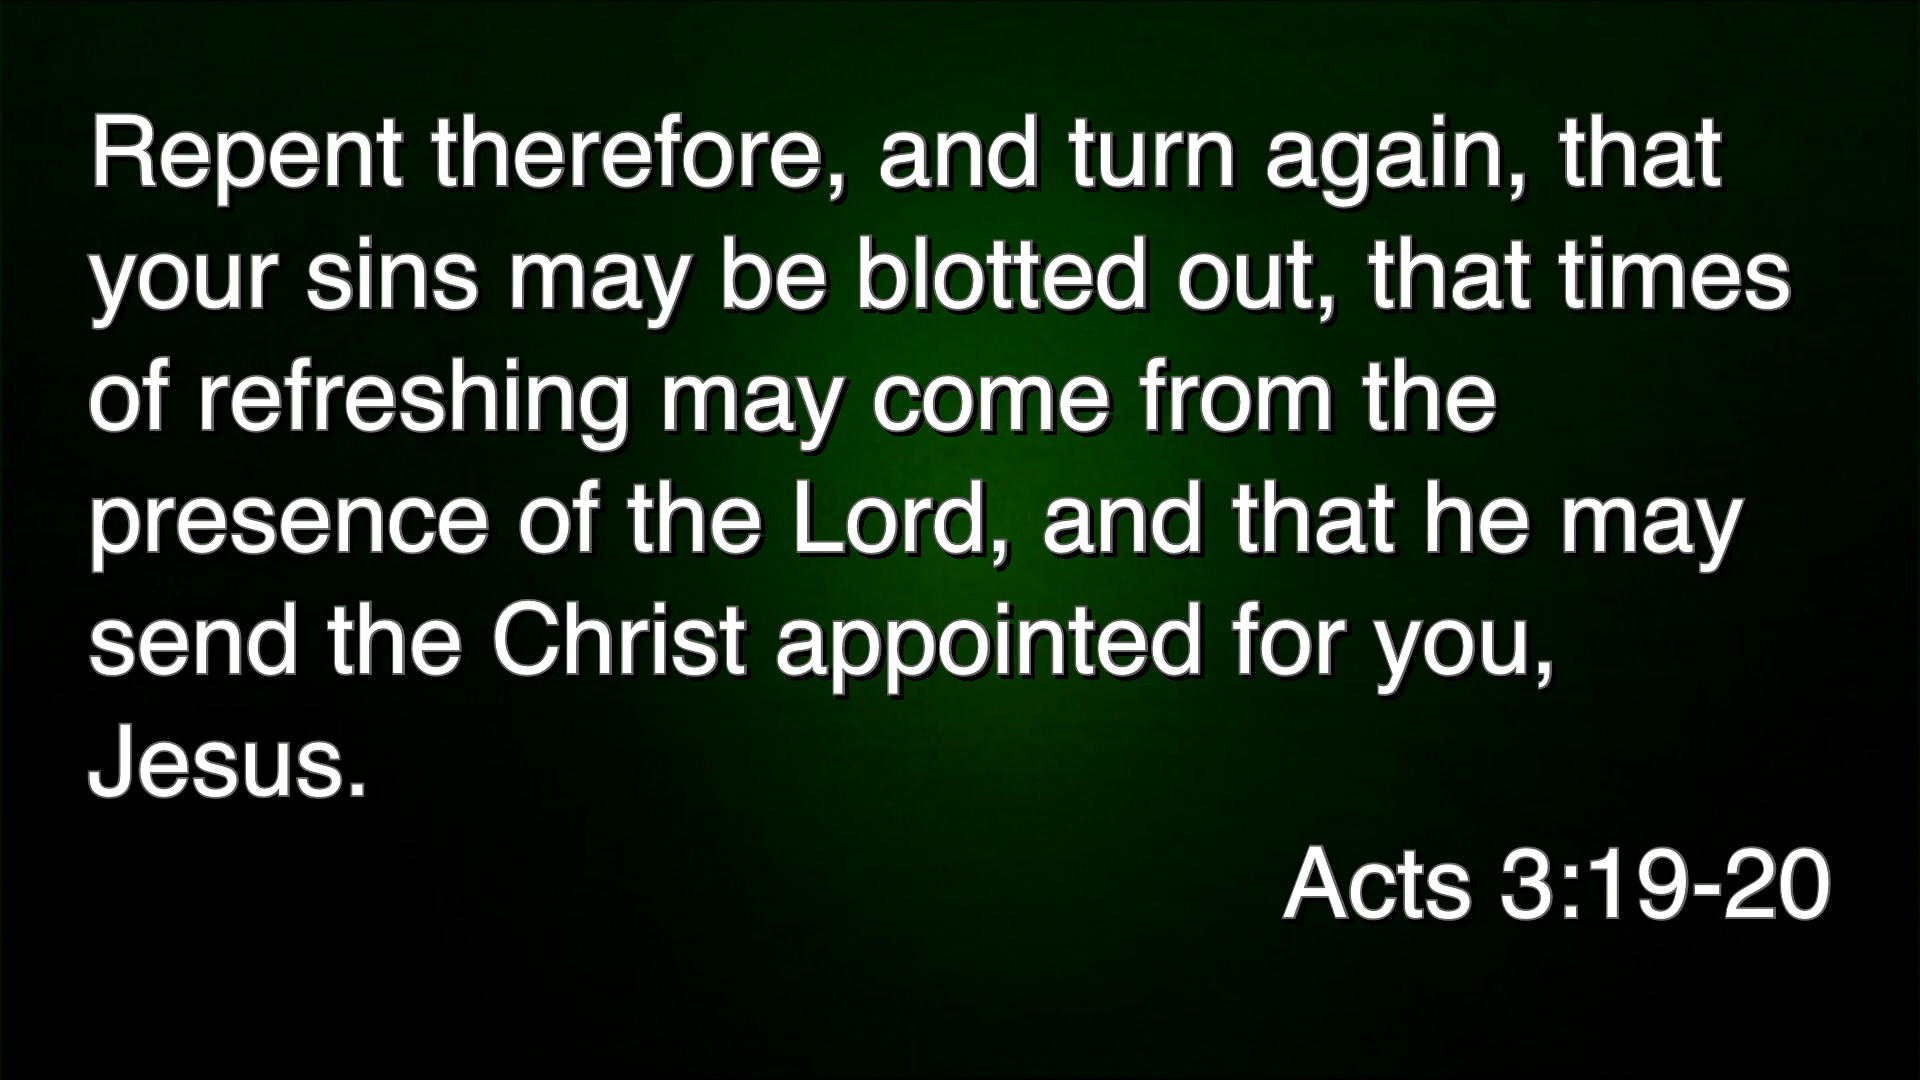 Repent therefore, and turn again, that
your sins may be blotted out, that times
of refreshing may come from the
presence of the Lord, and that he may
send the Christ appointed for you,
Jesus.
Acts 3:19-20